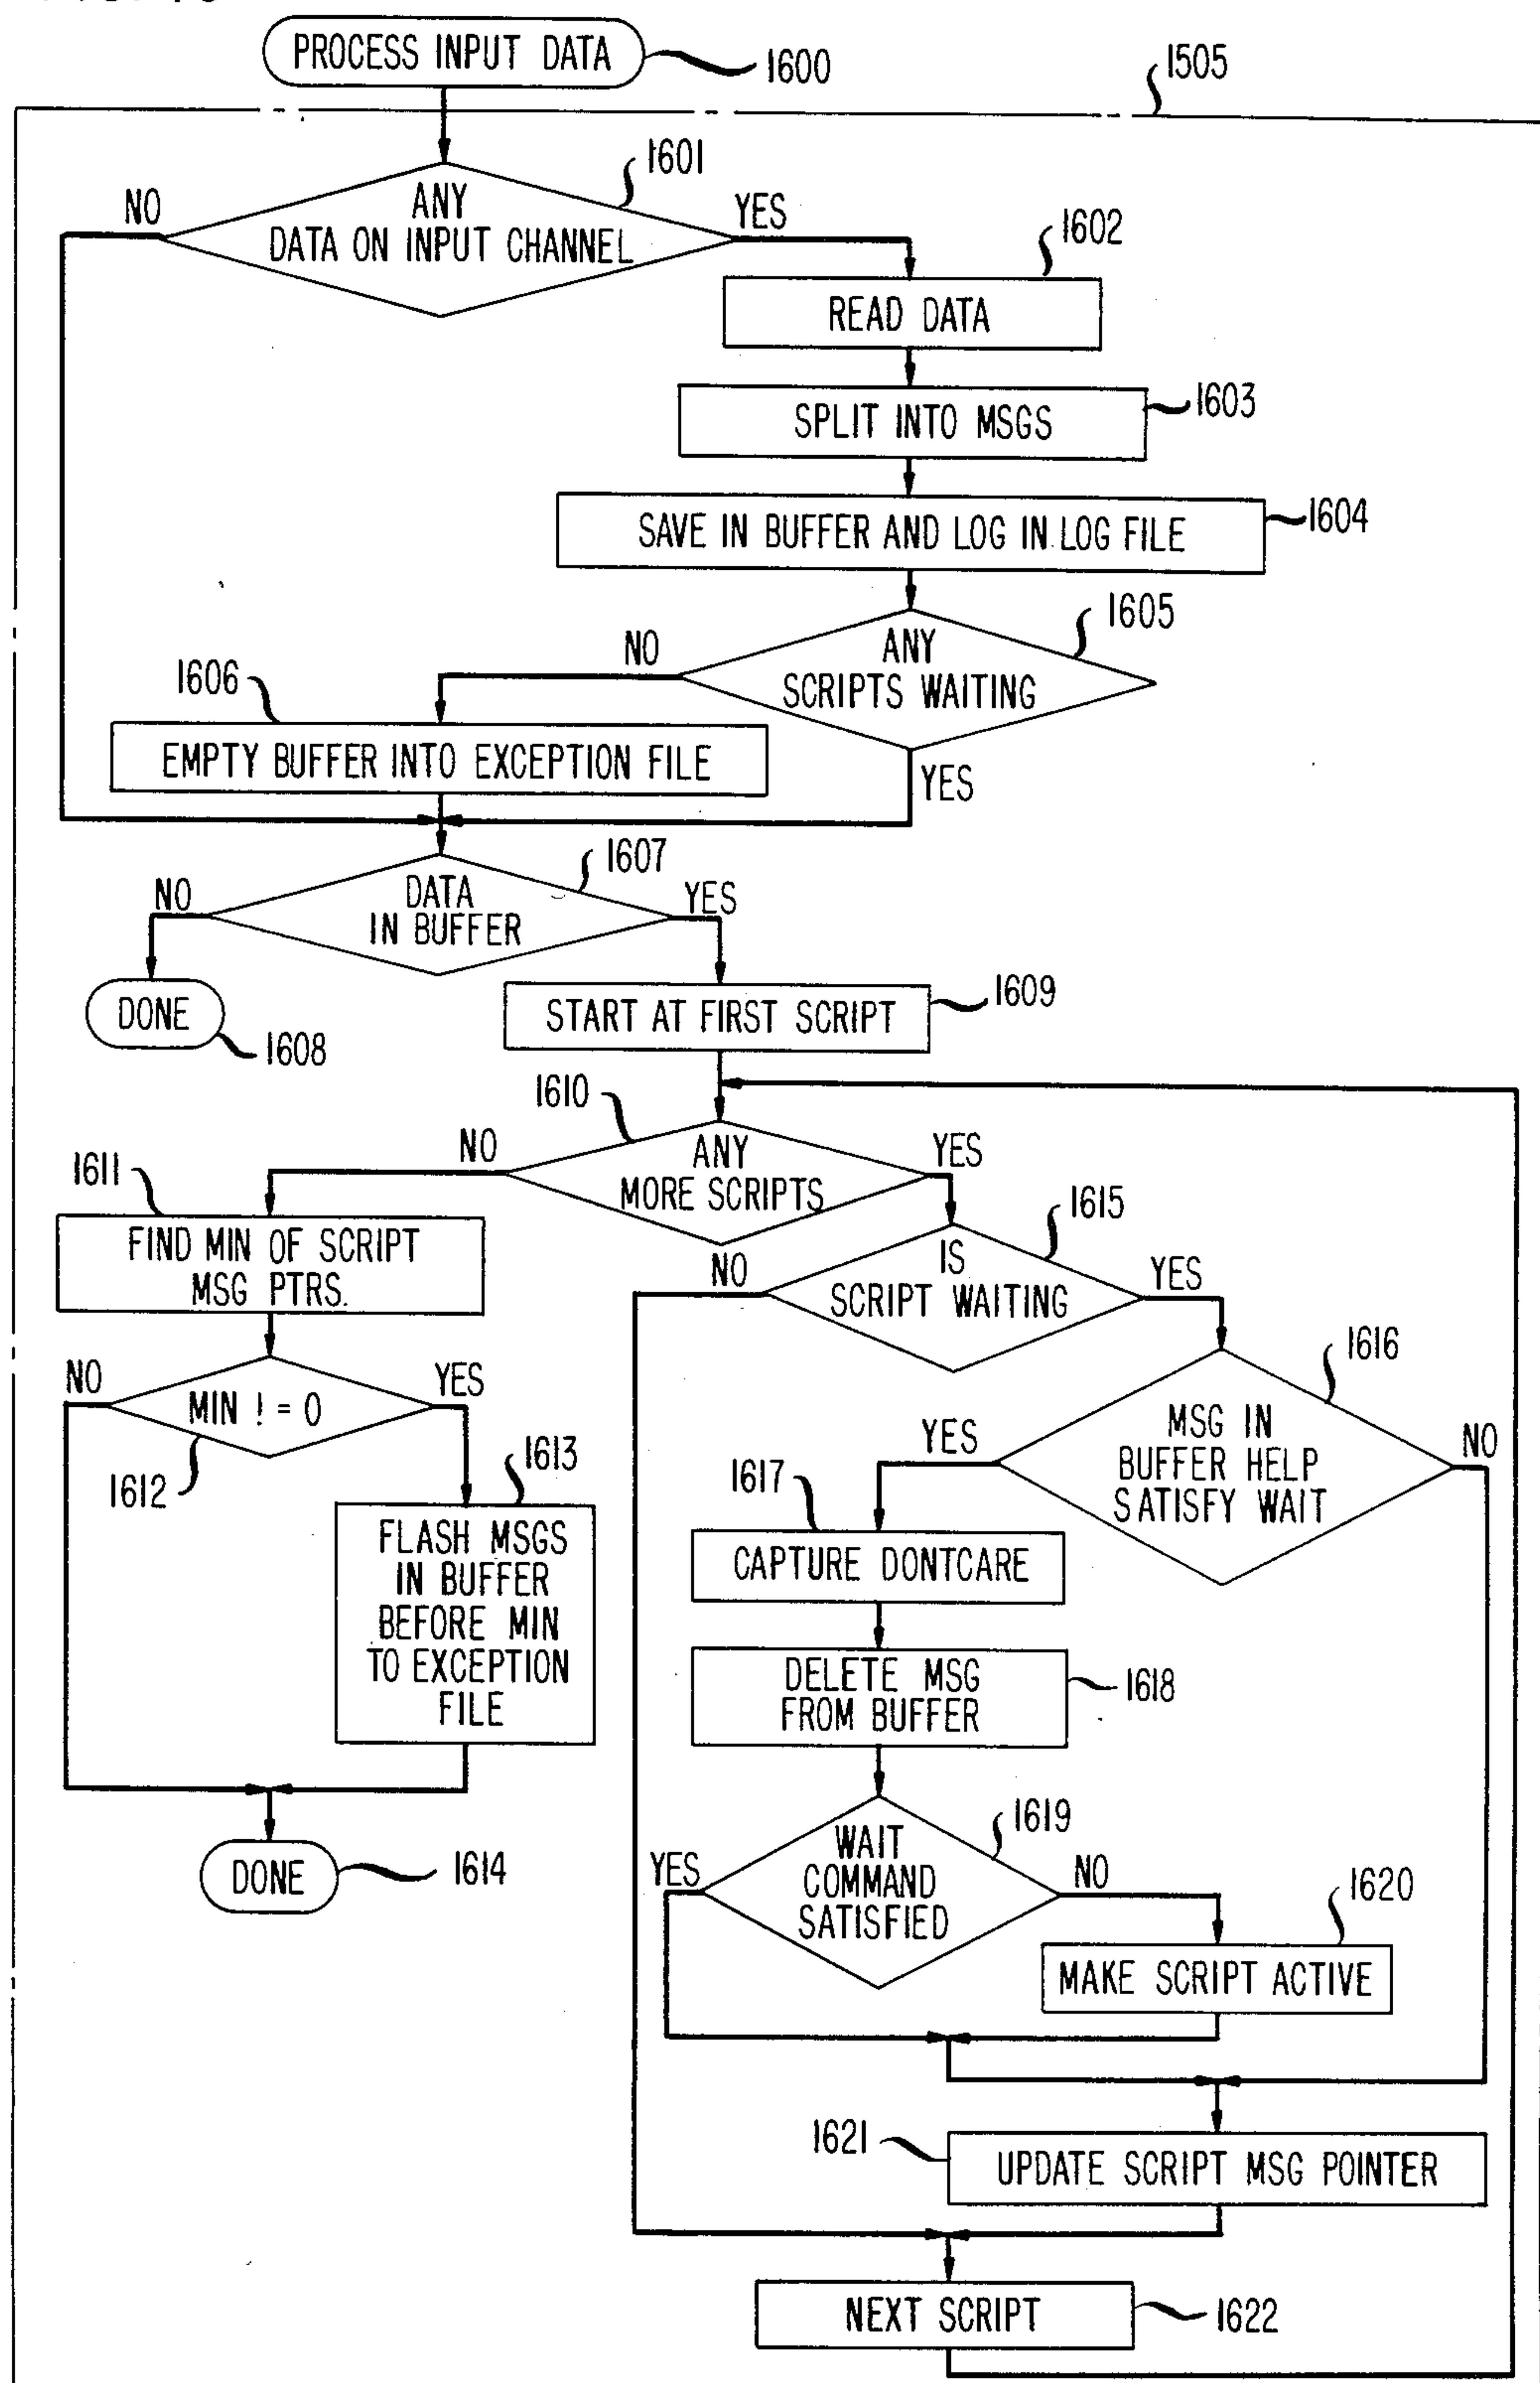 PROCESS INPUT DATA
1600
1505
1601
ANY
DATA ON INPUT CHANNEL
NO
YES
1602
READ DATA
SPLIT INTO MSGS
1603
SAVE IN BUFFER AND LOG IN LOG FILE
1604
1605
ANY
SCRIPTS WAITING
NO
YES
1606
EMPTY BUFFER INTO EXCEPTION FILE
1607
DATA
IN BUFFER
NO
YES
DONE
1608
START AT FIRST SCRIPT
1609
1610
ANY
MORE SCRIPTS
NO
YES
1611
FIND MIN OF SCRIPT
MSG PTRS.
1615
IS
SCRIPT WAITING
NO
YES
1612
MIN ! = 0
NO
YES
1616
MSG IN
BUFFER HELP
SATISFY WAIT
YES
NO
1613
FLASH MSGS
IN BUFFER
BEFORE MIN
TO EXCEPTION
FILE
1617
CAPTURE DONTCARE
DELETE MSG
FROM BUFFER
1618
DONE
1614
1619
WAIT
COMMAND
SATISFIED
YES
NO
1620
MAKE SCRIPT ACTIVE
1621
UPDATE SCRIPT MSG POINTER
NEXT SCRIPT
1622